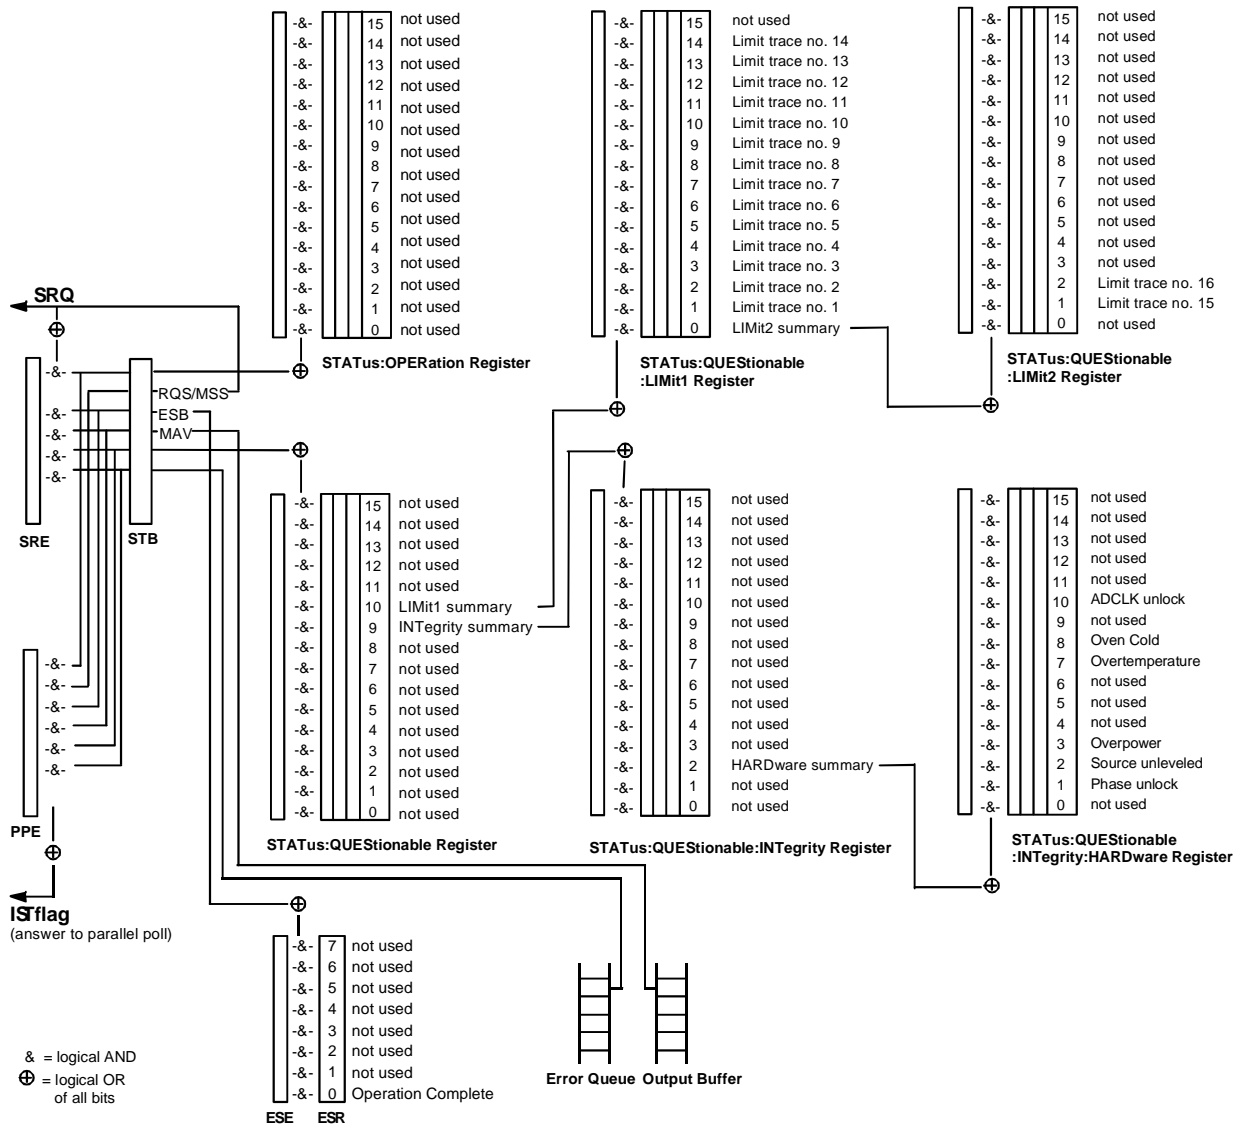 -&- 15 not used
-&- 14 not used
-&- 13 not used
-&- 12 not used
-&- 11 not used
-&- 10 not used
-&- 9 not used
-&- 8 not used
-&- 7 not used
-&- 6 not used
-&- 5 not used
-&- 4 not used
-&- 3 not used
-&- 2 not used
-&- 1 not used
-&- 0 not used
STATus:OPERation Register
-&- 15 not used
-&- 14 Limit trace no. 14
-&- 13 Limit trace no. 13
-&- 12 Limit trace no. 12
-&- 11 Limit trace no. 11
-&- 10 Limit trace no. 10
-&- 9 Limit trace no. 9
-&- 8 Limit trace no. 8
-&- 7 Limit trace no. 7
-&- 6 Limit trace no. 6
-&- 5 Limit trace no. 5
-&- 4 Limit trace no. 4
-&- 3 Limit trace no. 3
-&- 2 Limit trace no. 2
-&- 1 Limit trace no. 1
-&- 0 LIMit2 summary
STATus:QUEStionable
:LIMit1 Register
-&- 15 not used
-&- 14 not used
-&- 13 not used
-&- 12 not used
-&- 11 not used
-&- 10 not used
-&- 9 not used
-&- 8 not used
-&- 7 not used
-&- 6 not used
-&- 5 not used
-&- 4 not used
-&- 3 not used
-&- 2 Limit trace no. 16
-&- 1 Limit trace no. 15
-&- 0 not used
STATus:QUEStionable
:LIMit2 Register
SRQ
-&-
-&- RQS/MSS
-&- ESB
-&- MAV
-&-
SRE
STB
-&- 15 not used
-&- 14 not used
-&- 13 not used
-&- 12 not used
-&- 11 not used
-&- 10 LIMit1 summary
-&- 9 INTegrity summary
-&- 8 not used
-&- 7 not used
-&- 6 not used
-&- 5 not used
-&- 4 not used
-&- 3 not used
-&- 2 not used
-&- 1 not used
-&- 0 not used
STATus:QUEStionable Register
-&- 15 not used
-&- 14 not used
-&- 13 not used
-&- 12 not used
-&- 11 not used
-&- 10 not used
-&- 9 not used
-&- 8 not used
-&- 7 not used
-&- 6 not used
-&- 5 not used
-&- 4 not used
-&- 3 not used
-&- 2 HARDware summary
-&- 1 not used
-&- 0 not used
STATus:QUEStionable:INTegrity Register
-&- 15 not used
-&- 14 not used
-&- 13 not used
-&- 12 not used
-&- 11 not used
-&- 10 ADCLK unlock
-&- 9 not used
-&- 8 Oven Cold
-&- 7 Overtemperature
-&- 6 not used
-&- 5 not used
-&- 4 not used
-&- 3 Overpower
-&- 2 Source unleveled
-&- 1 Phase unlock
-&- 0 not used
STATus:QUEStionable
:INTegrity:HARDware Register
-&-
-&-
-&-
-&-
-&-
-&-
PPE
ISTflag
(answer to parallel poll)
-&- 7 not used
-&- 6 not used
-&- 5 not used
-&- 4 not used
-&- 3 not used
-&- 2 not used
-&- 1 not used
-&- 0 Operation Complete
ESE ESR
Error Queue Output Buffer
& = logical AND
⊕ = logical OR
of all bits